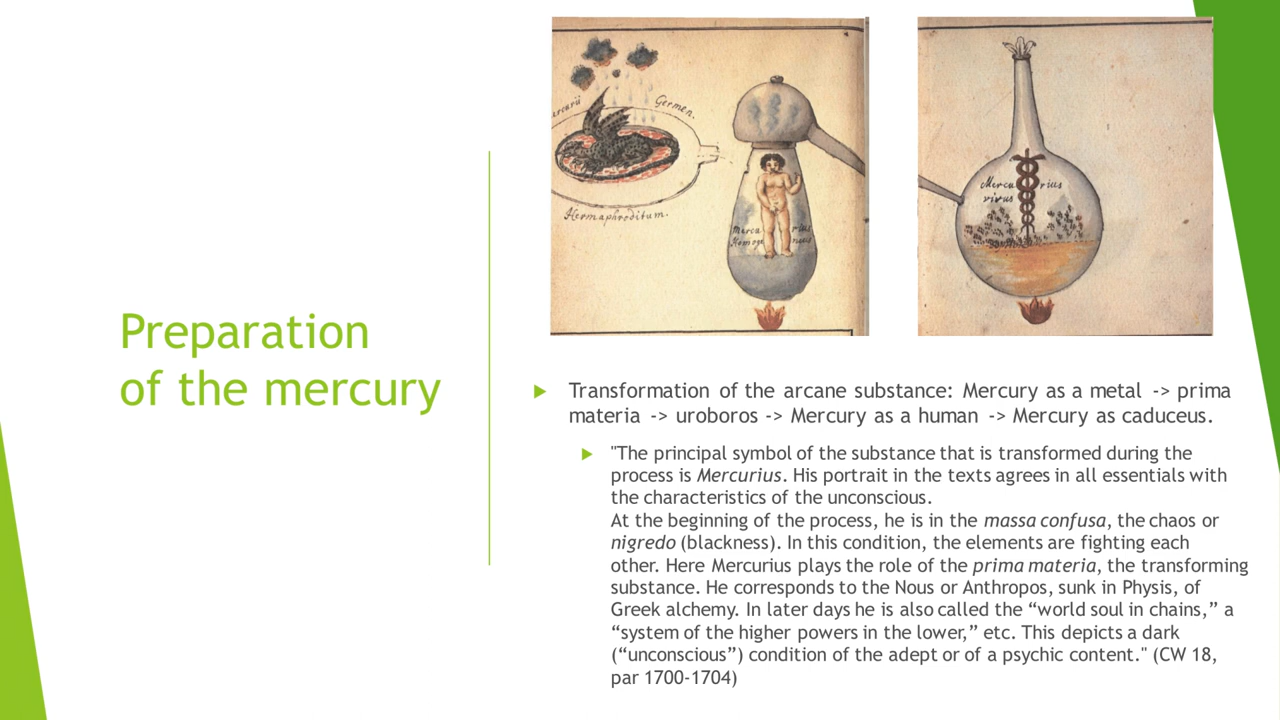 Preparation
of the mercury
Germen.
Hermaphroditum.
Mercu rius
vivus
Transformation of the arcane substance: Mercury as a metal -> prima
materia -> uroboros -> Mercury as a human -> Mercury as caduceus.
"The principal symbol of the substance that is transformed during the
process is Mercurius. His portrait in the texts agrees in all essentials with
the characteristics of the unconscious.
At the beginning of the process, he is in the massa confusa, the chaos or
nigredo (blackness). In this condition, the elements are fighting each
other. Here Mercurius plays the role of the prima materia, the transforming
substance. He corresponds to the Nous or Anthropos, sunk in Physis, of
Greek alchemy. In later days he is also called the “world soul in chains,” a
“system of the higher powers in the lower,” etc. This depicts a dark
(“unconscious”) condition of the adept or of a psychic content." (CW 18,
par 1700-1704)